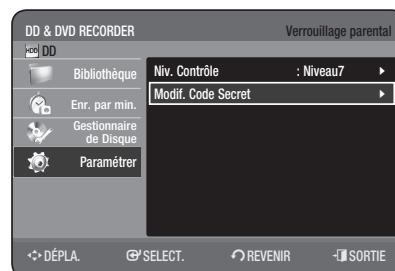 DD & DVD RECORDER Verrouillage parental
HDD DD
Bibliothèque Niv. Contrôle : Niveau7
Modif. Code Secret
Enr. par min.
Gestionnaire
de Disque
Paramétrer
DÉPLA. SELECT. REVENIR SORTIE